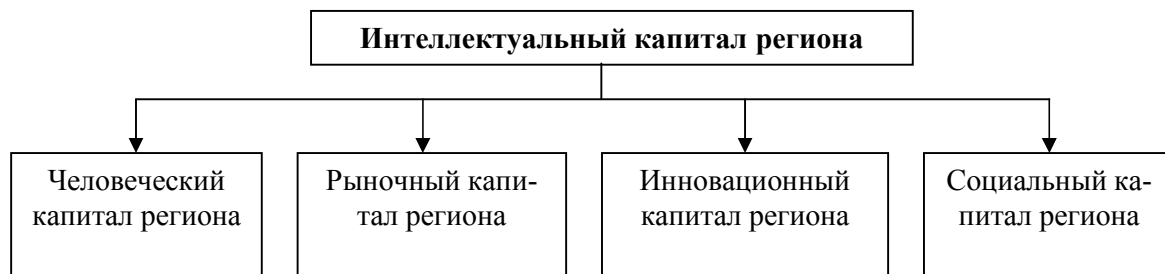 Интеллектуальный капитал региона
Человеческий
капитал региона
Рыночный капи-
тал региона
Инновационный
капитал региона
Социальный ка-
питал региона